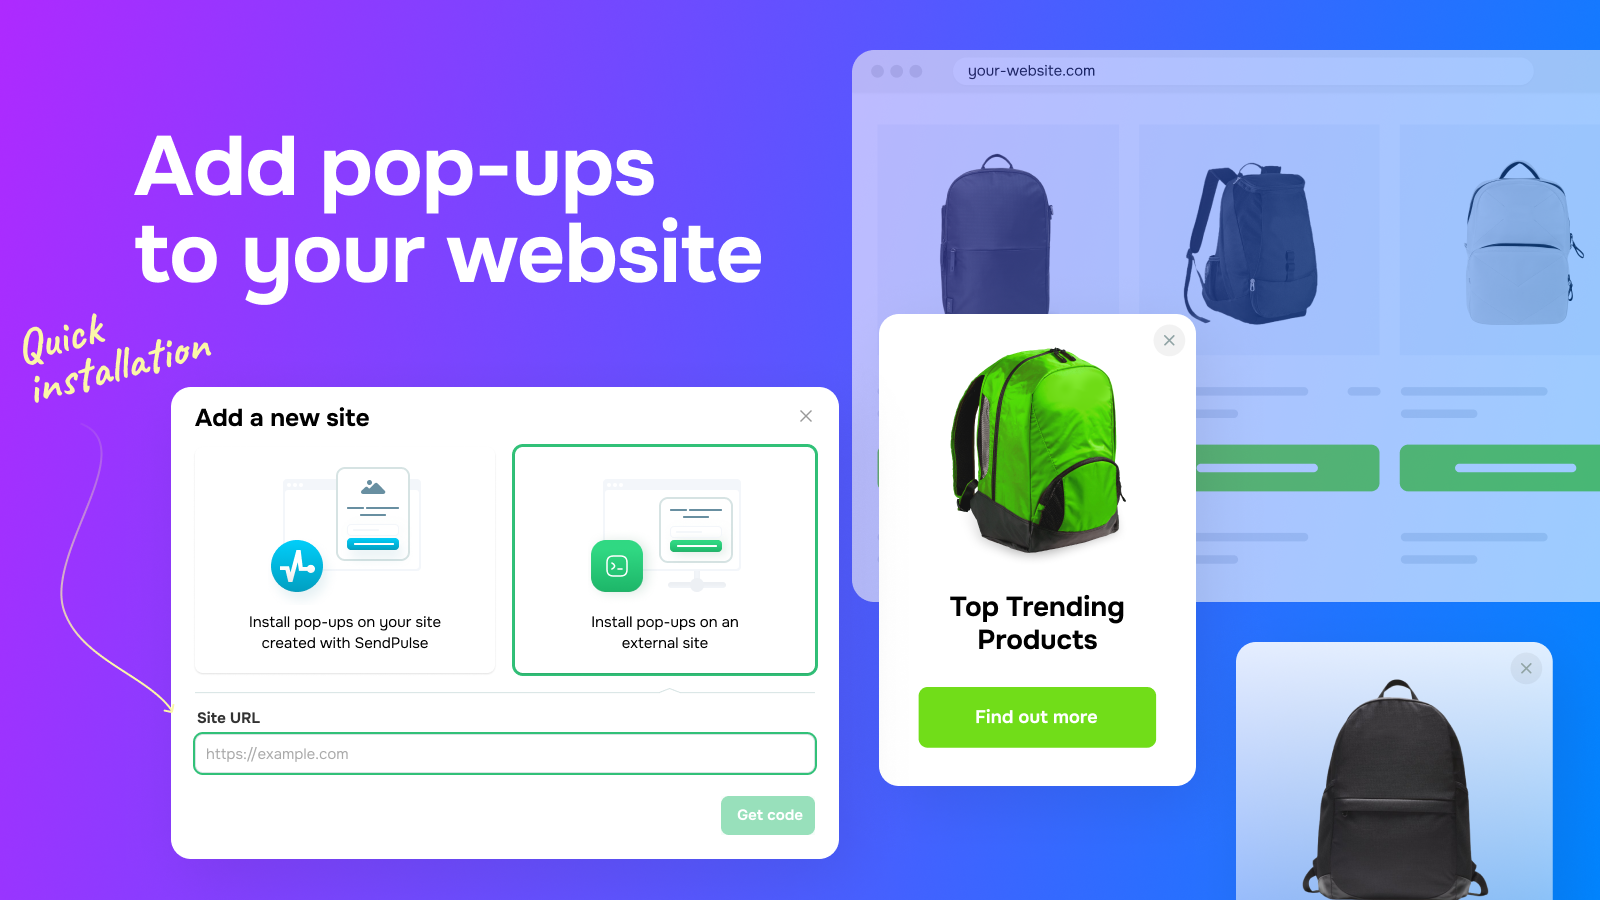 Add pop-ups
to your website
Quick
installation
Add a new site
Install pop-ups on your site
created with SendPulse
Install pop-ups on an
external site
Site URL
https://example.com
Get code
your-website.com
Top Trending
Products
Find out more